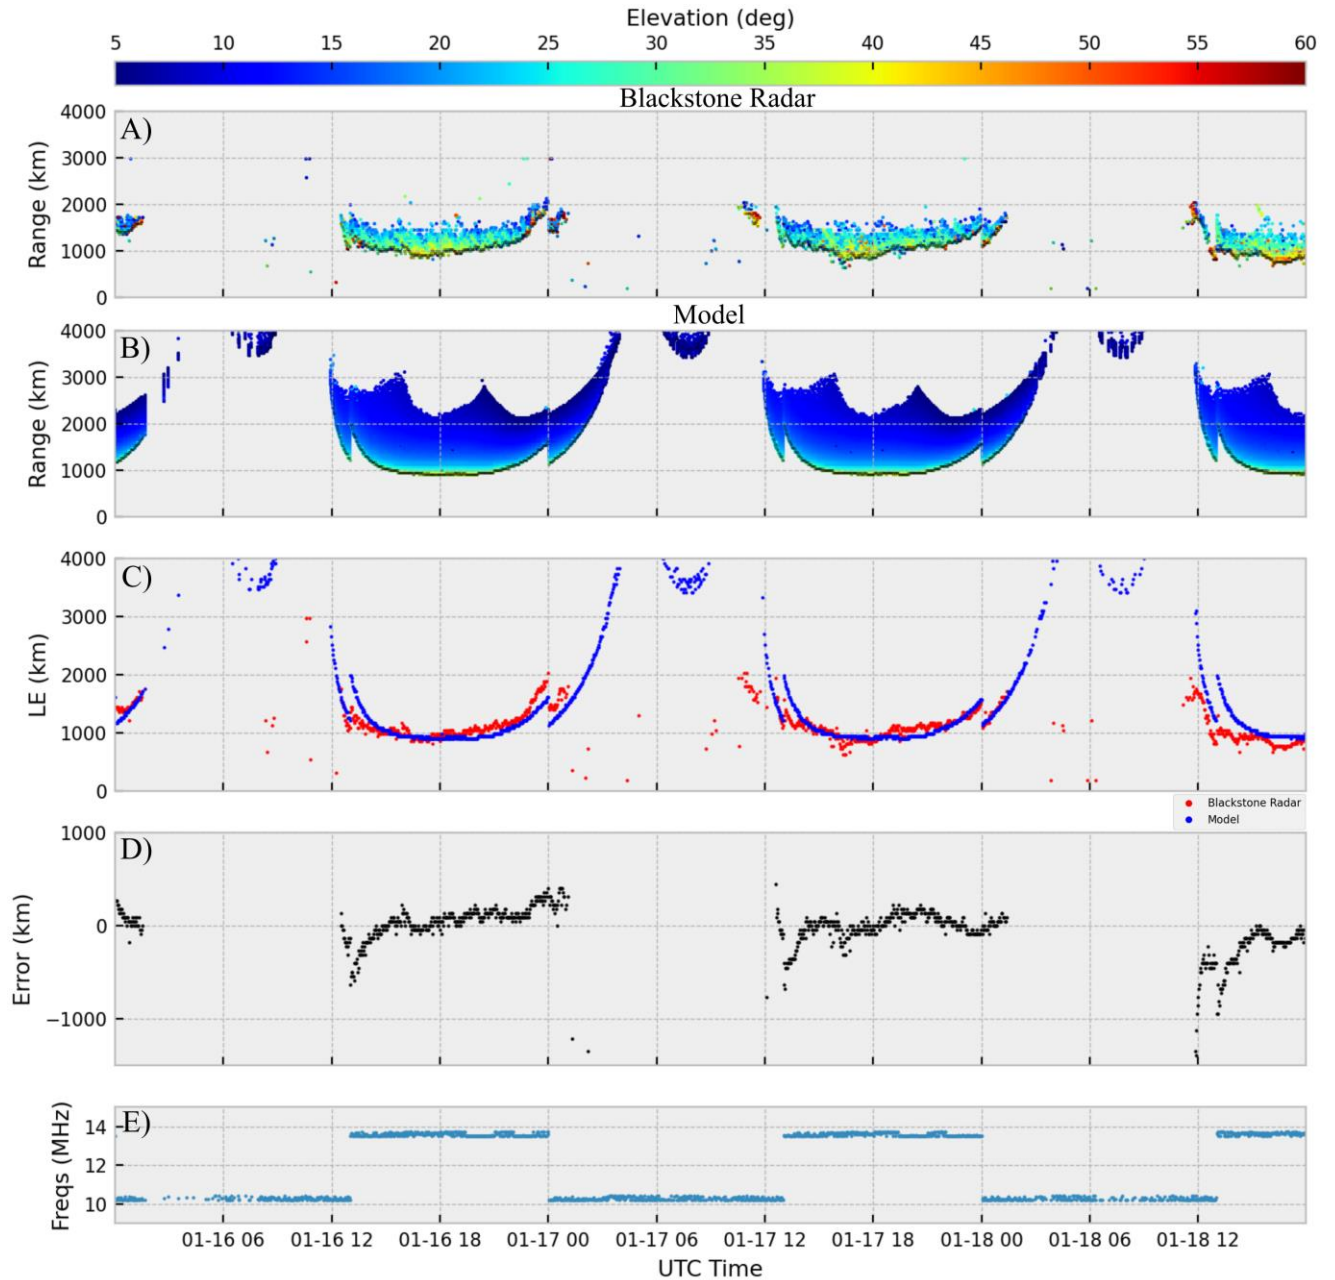 Elevation (deg)
5 10 15 20 25 30 35 40 45 50 55 60
Blackstone Radar
A)
4000
3000
2000
1000
0
Range (km)
Model
B)
4000
3000
2000
1000
0
Range (km)
C)
4000
3000
2000
1000
0
LE (km)
Blackstone Radar
Model
D)
1000
0
−1000
Error (km)
E)
14
12
10
Freqs (MHz)
01-16 06 01-16 12 01-16 18 01-17 00 01-17 06 01-17 12 01-17 18 01-18 00 01-18 06 01-18 12
UTC Time